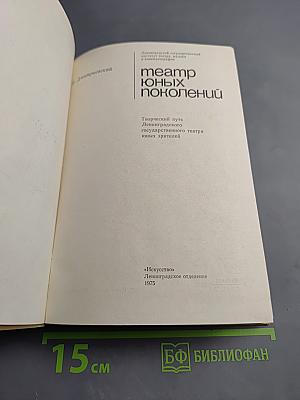 Ленинградский государственный
институт театра, музыки
и кинематографии
театр
юных
поколений
Творческий путь
Ленинградского
государственного театра
юных зрителей
«Искусство»
Ленинградское отделение
1975
15 см
БФ БИБЛИОФАН